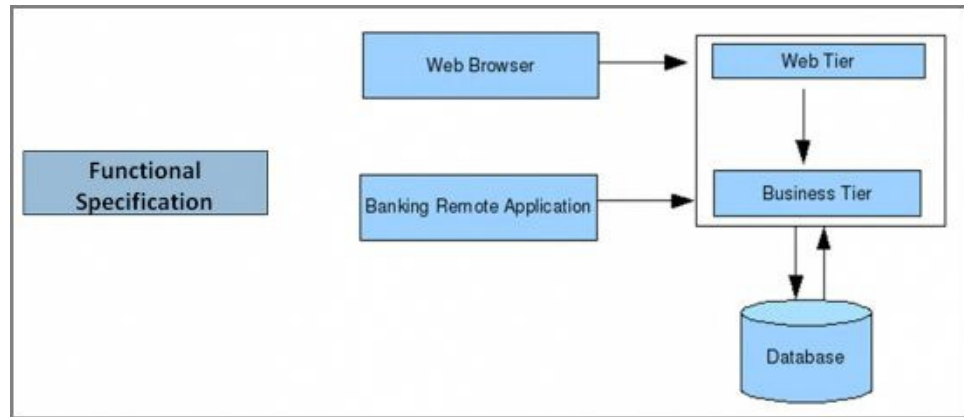 Web Browser
Web Tier
Functional
Specification
Banking Remote Application
Business Tier
Database